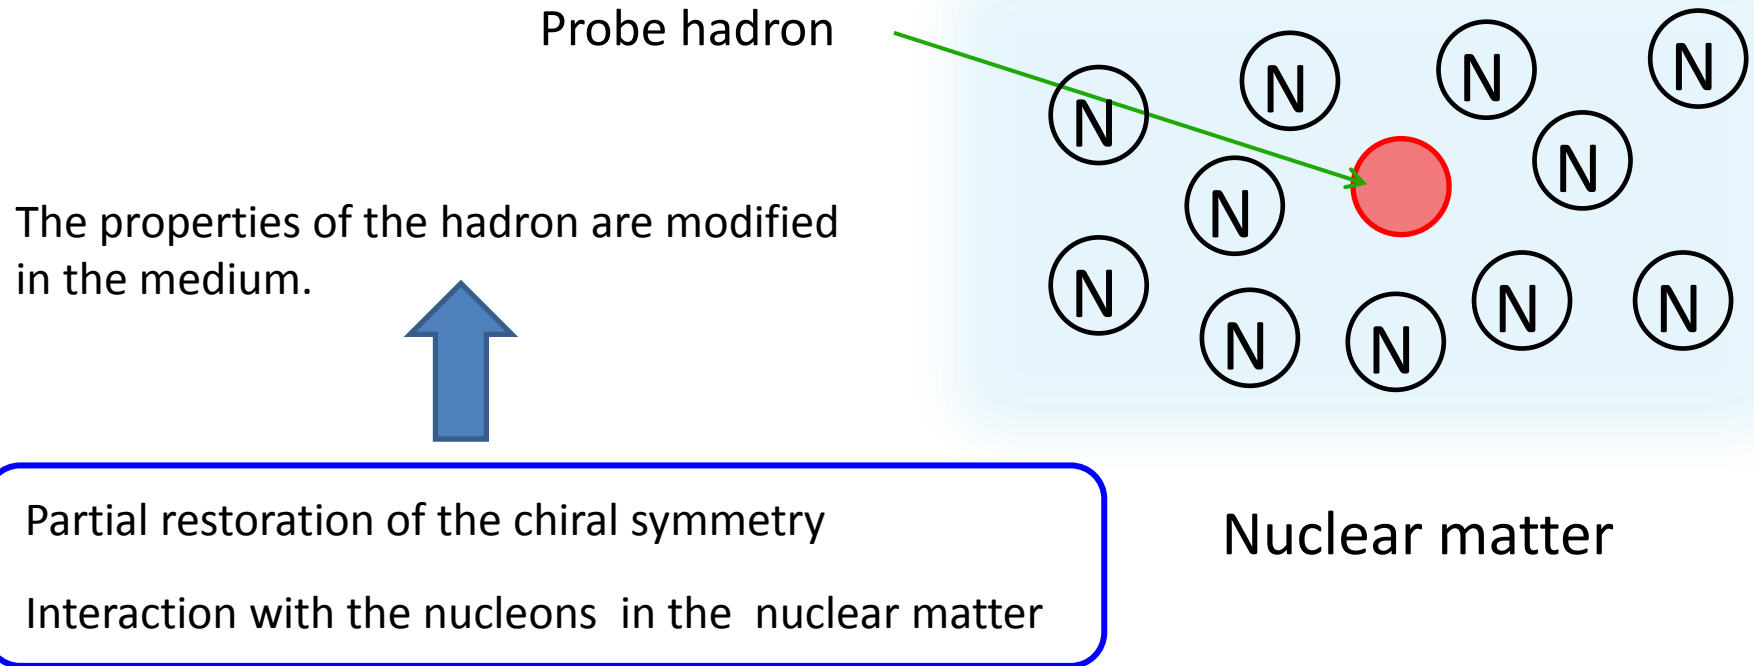 Probe hadron
N
N
N
N
N
N
N
N
N
N
N
N
The properties of the hadron are modified
in the medium.
Partial restoration of the chiral symmetry
Interaction with the nucleons in the nuclear matter
Nuclear matter